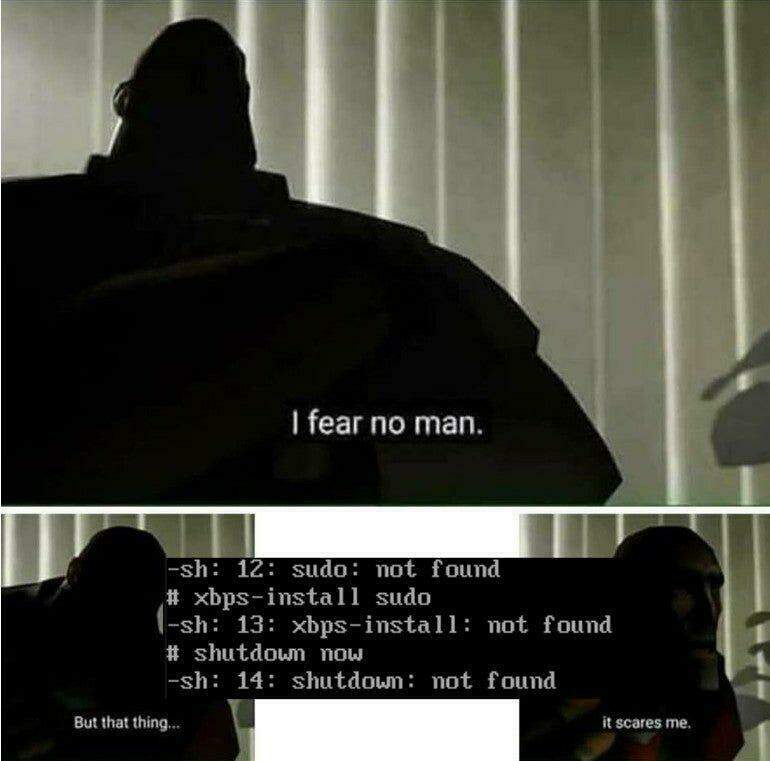 I fear no man.
-sh: 12: sudo: not found
# xbps-install sudo
-sh: 13: xbps-install: not found
# shutdown now
-sh: 14: shutdown: not found
But that thing...
it scares me.